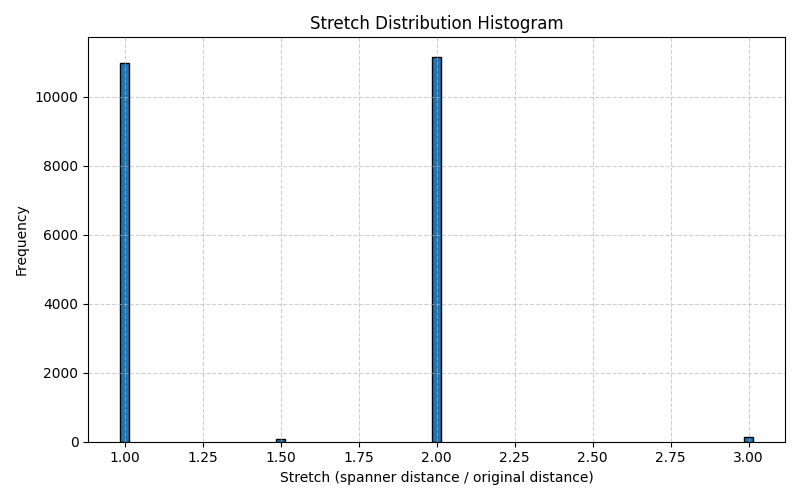 Stretch Distribution Histogram
Frequency
10000
8000
6000
4000
2000
0
1.00 1.25 1.50 1.75 2.00 2.25 2.50 2.75 3.00
Stretch (spanner distance / original distance)